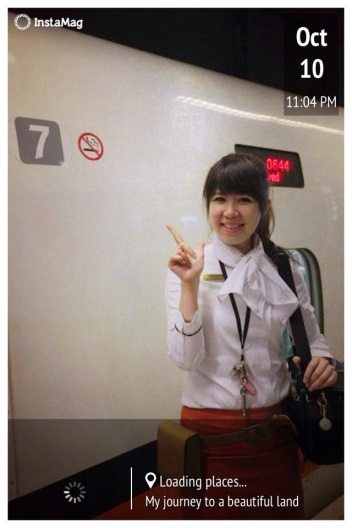 InstaMag
Oct
10
11:04 PM
7
0644
Loading places...
My journey to a beautiful land